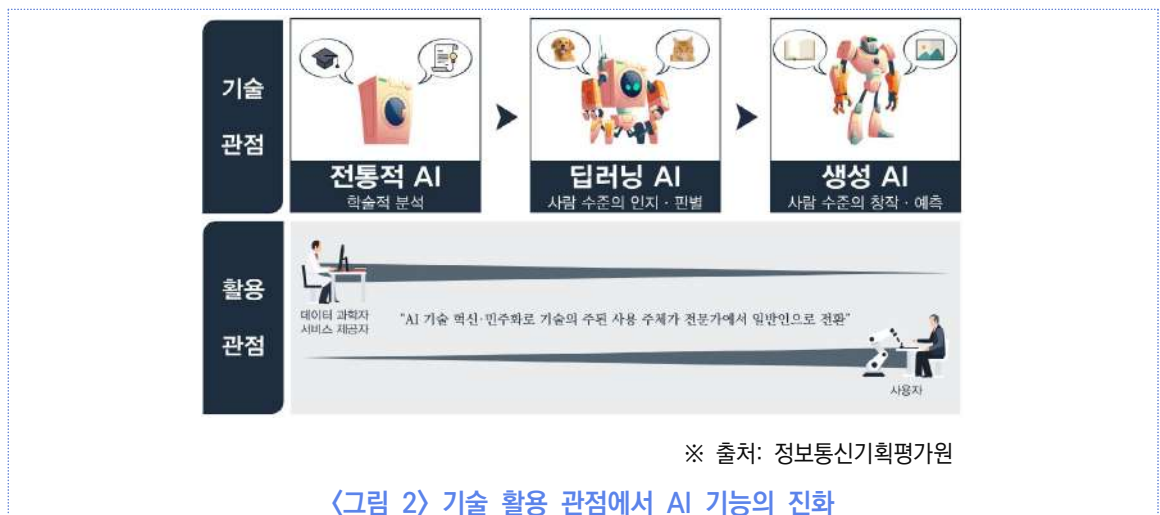 기술
관점
전통적 AI
학술적 분석
딥러닝 AI
사람 수준의 인지 · 판별
생성 AI
사람 수준의 창작 · 예측
활용
관점
데이터 과학자
서비스 제공자
"AI 기술 혁신·민주화로 기술의 주된 사용 주체가 전문가에서 일반인으로 전환"
사용자
※ 출처: 정보통신기획평가원
〈그림 2〉 기술 활용 관점에서 AI 기능의 진화